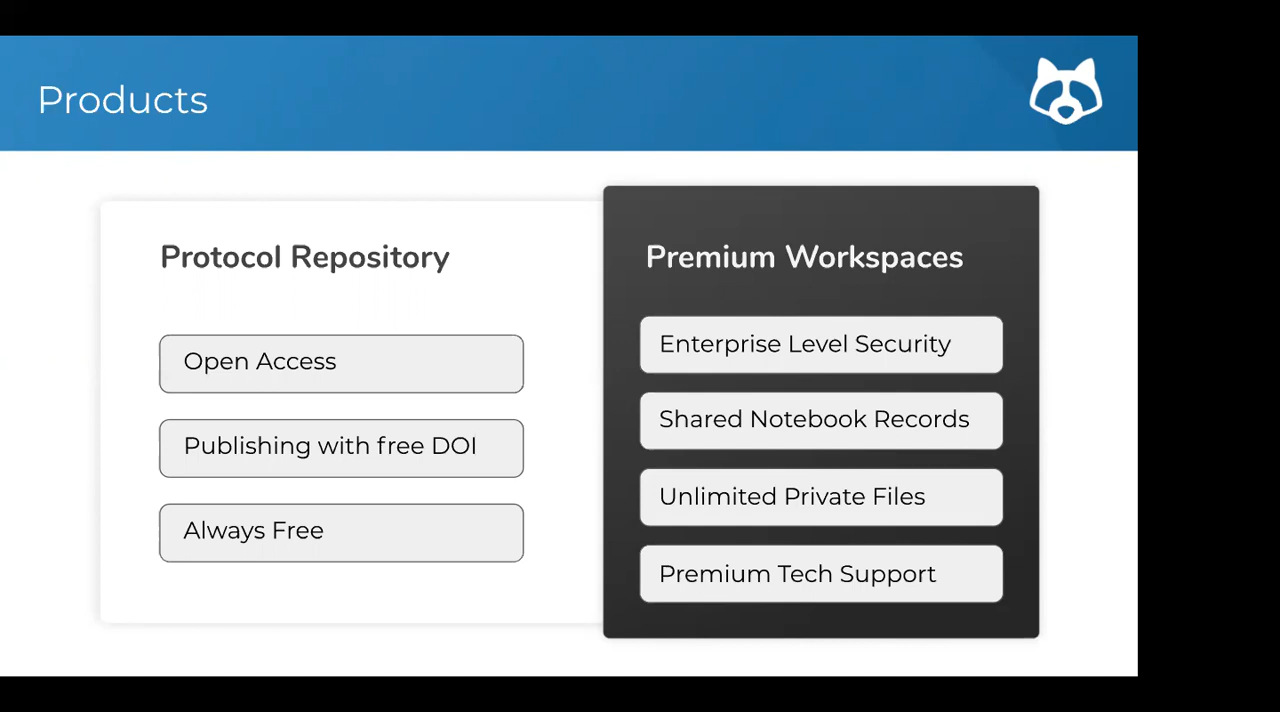 Products
Protocol Repository
Open Access
Publishing with free DOI
Always Free
Premium Workspaces
Enterprise Level Security
Shared Notebook Records
Unlimited Private Files
Premium Tech Support